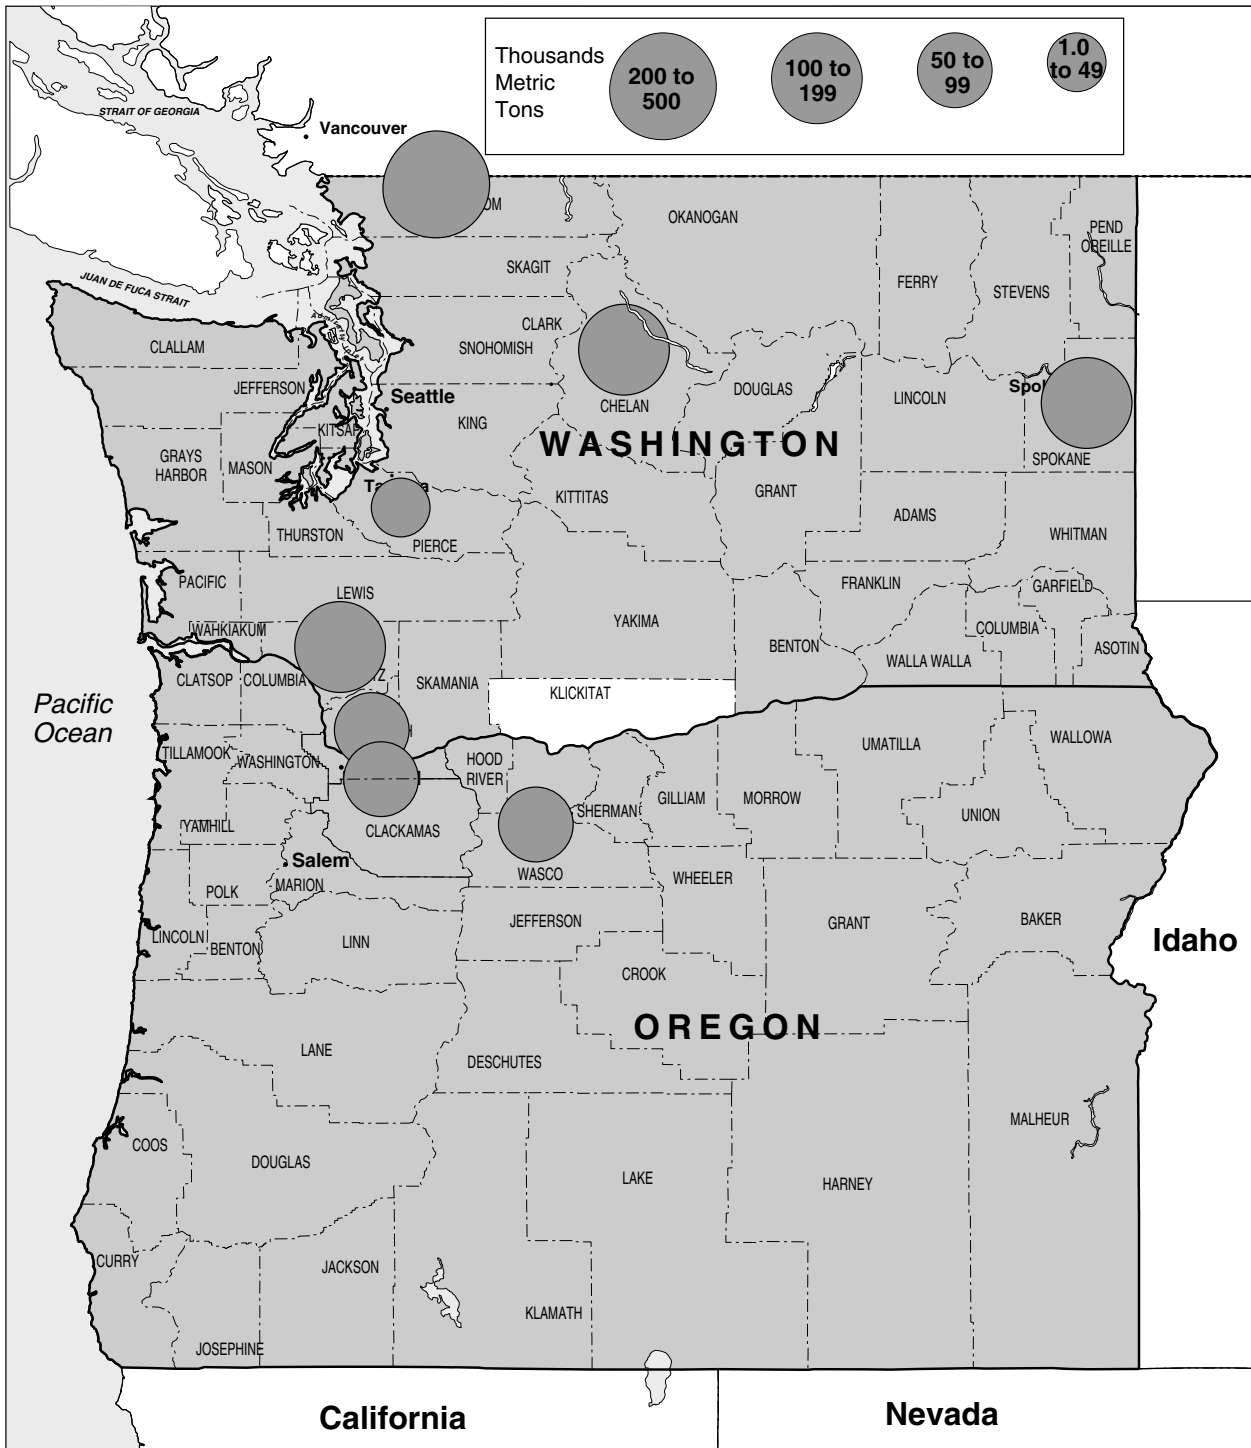 Thousands
Metric
Tons
200 to
500
100 to
199
50 to
99
1.0
to 49
STRAIT OF GEORGIA
Vancouver
OM
OKANOGAN
PEND
OREILLE
SKAGIT
JUAN DE FUCA STRAIT
FERRY
STEVENS
CLARK
CLALLAM
SNOHOMISH
JEFFERSON
DOUGLAS
Spo
Seattle
CHELAN
LINCOLN
KING
KITSAP
WASHINGTON
GRAYS
HARBOR
MASON
SPOKANE
Ta a
KITTITAS
GRANT
ADAMS
THURSTON
PIERCE
WHITMAN
PACIFIC
LEWIS
FRANKLIN
GARFIELD
WAHKIAKUM
YAKIMA
COLUMBIA
BENTON
ASOTIN
WALLA WALLA
CLATSOP
COLUMBIA
TZ
SKAMANIA
KLICKITAT
Pacific
Ocean
H
TILLAMOOK
WASHINGTON
HOOD
RIVER
UMATILLA
WALLOWA
SHERMAN
GILLIAM
MORROW
UNION
YAMHILL
CLACKAMAS
Salem
WASCO
WHEELER
MARION
POLK
JEFFERSON
GRANT
BAKER
LINCOLN
BENTON
LINN
Idaho
CROOK
OREGON
LANE
DESCHUTES
MALHEUR
COOS
DOUGLAS
LAKE
HARNEY
CURRY
JACKSON
KLAMATH
JOSEPHINE
California
Nevada